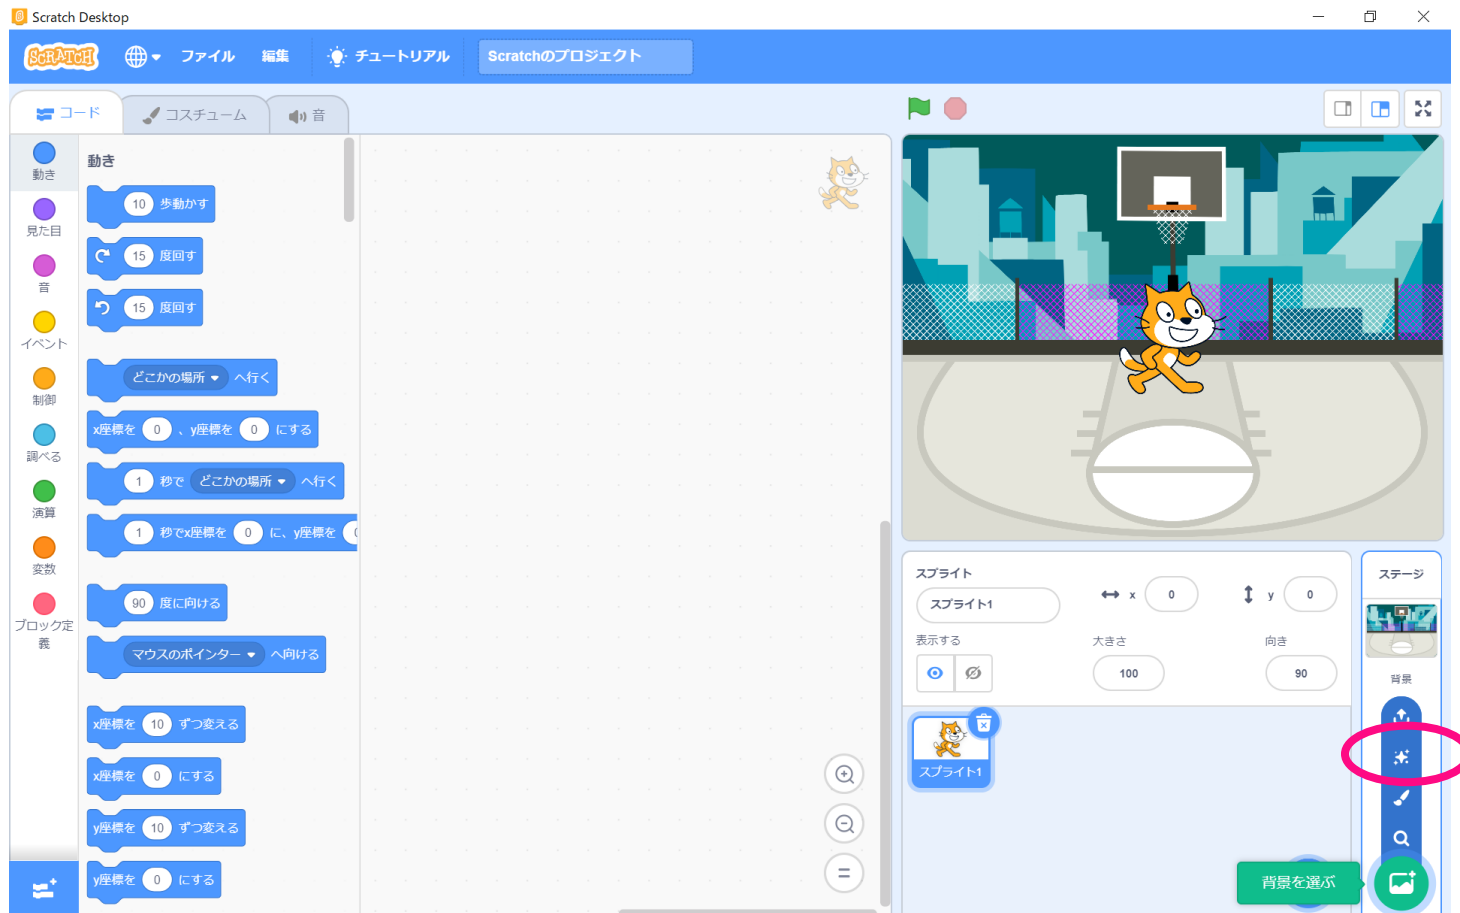 Scratch Desktop
SCRATCH
ファイル
編集
チュートリアル
Scratchのプロジェクト
コード
コスチューム
音
動き
見た目
音
イベント
制御
調べる
演算
変数
ブロック定
義
動き
10 歩動かす
15 度回す
15 度回す
どこかの場所 へ行く
x座標を 0 、y座標を 0 にする
1 秒で どこかの場所 へ行く
1 秒でx座標を 0 に、y座標を
90 度に向ける
マウスのポインター へ向ける
x座標を 10 ずつ変える
x座標を 0 にする
y座標を 10 ずつ変える
y座標を 0 にする
スプライト
スプライト1
x 0
y 0
表示する
大きさ
100
向き
90
スプライト1
ステージ
背景
背景を選ぶ